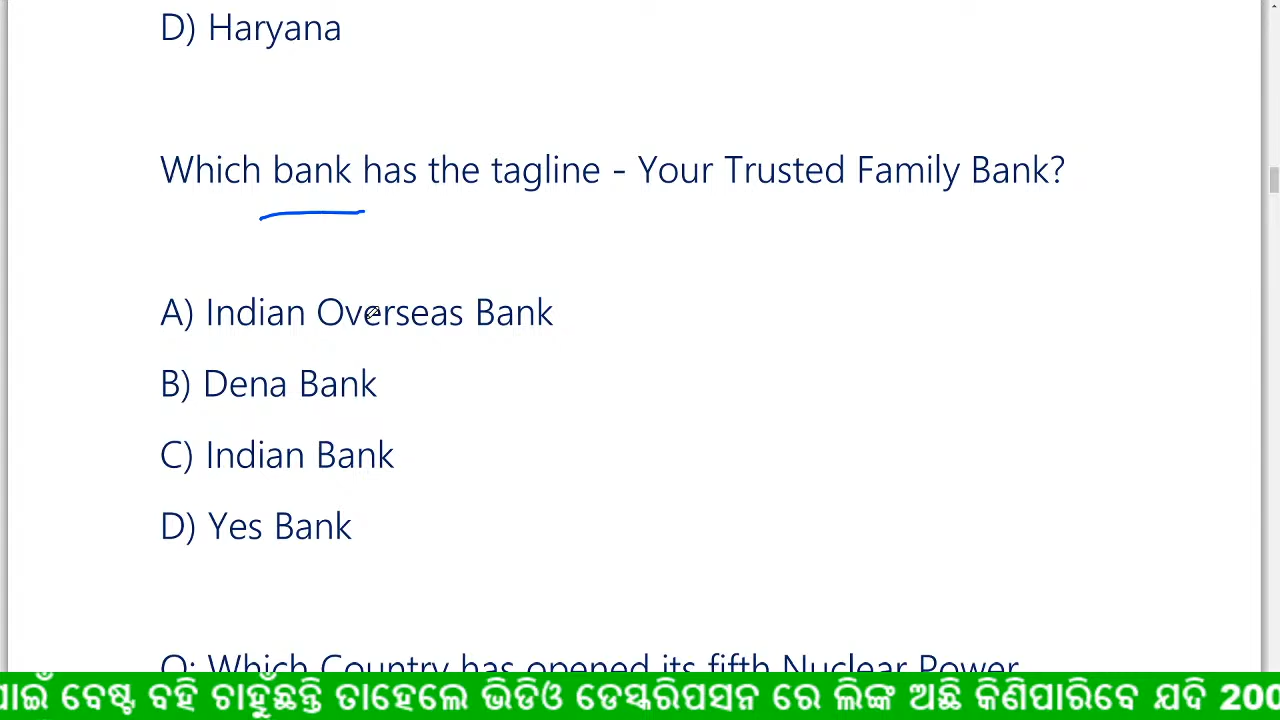 D) Haryana
Which bank has the tagline - Your Trusted Family Bank?
A) Indian Overseas Bank
B) Dena Bank
C) Indian Bank
D) Yes Bank
Q: Which Country has opened its fifth Nuclear Power
ପାଇଁ ବେଷ୍ଟ ବହି ଚାହୁଁଛନ୍ତି ତାହେଲେ ଭିଡିଓ ଡେସ୍କରିପସନ ରେ ଲିଙ୍କ ଅଛି କିଣିପାରିବେ ଯଦି 200